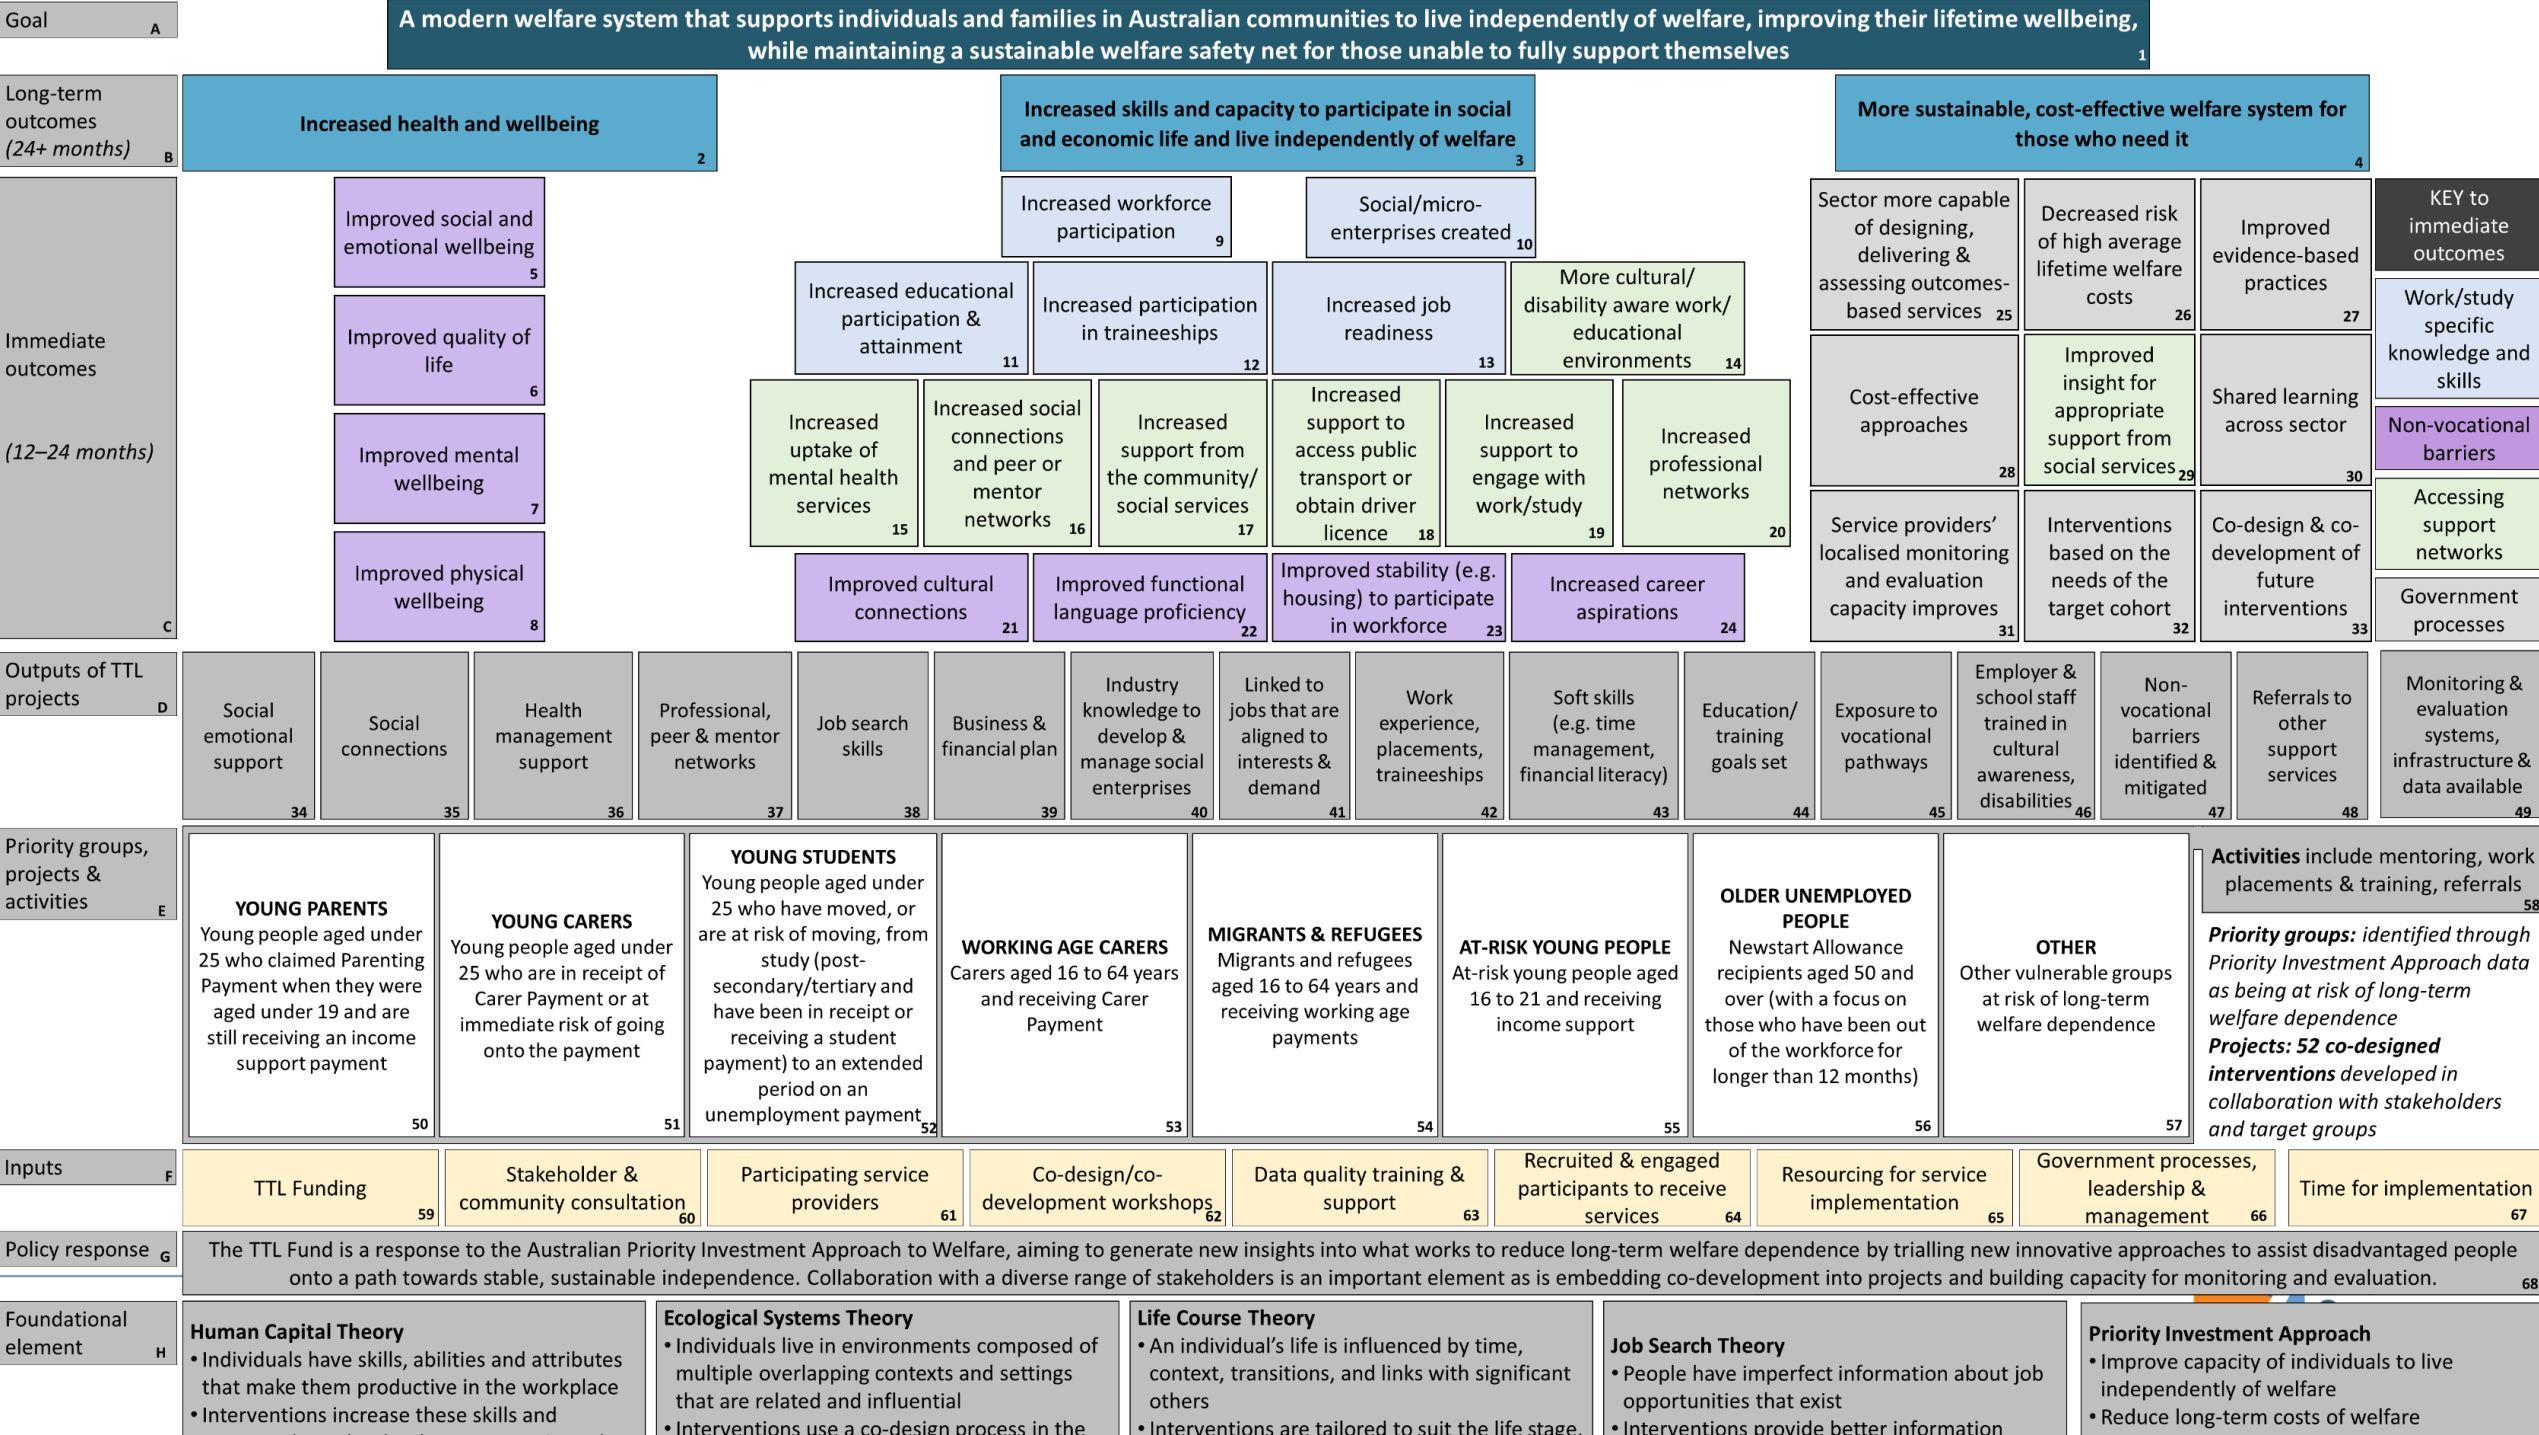 Goal
A
A modern welfare system that supports individuals and families in Australian communities to live independently of welfare, improving their lifetime wellbeing,
while maintaining a sustainable welfare safety net for those unable to fully support themselves
1
Long-term
outcomes
(24+ months)
B
Increased health and wellbeing
2
Increased skills and capacity to participate in social
and economic life and live independently of welfare
3
More sustainable, cost-effective welfare system for
those who need it
4
Immediate
outcomes
(12–24 months)
C
Improved social and
emotional wellbeing
5
Improved quality of
life
6
Improved mental
wellbeing
7
Improved physical
wellbeing
8
Increased workforce
participation
9
Social/micro-
enterprises created
10
Increased educational
participation &
attainment
11
Increased participation
in traineeships
12
Increased job
readiness
13
More cultural/
disability aware work/
educational
environments
14
Increased
uptake of
mental health
services
15
Increased social
connections
and peer or
mentor
networks
16
Increased
support from
the community/
social services
17
Increased
support to
access public
transport or
obtain driver
licence
18
Increased
support to
engage with
work/study
19
Increased
professional
networks
20
Improved cultural
connections
21
Improved functional
language proficiency
22
Improved stability (e.g.
housing) to participate
in workforce
23
Increased career
aspirations
24
Sector more capable
of designing,
delivering &
assessing outcomes-
based services
25
Decreased risk
of high average
lifetime welfare
costs
26
Improved
evidence-based
practices
27
Cost-effective
approaches
28
Improved
insight for
appropriate
support from
social services
29
Shared learning
across sector
30
Service providers’
localised monitoring
and evaluation
capacity improves
31
Interventions
based on the
needs of the
target cohort
32
Co-design & co-
development of
future
interventions
33
KEY to
immediate
outcomes
Work/study
specific
knowledge and
skills
Non-vocational
barriers
Accessing
support
networks
Government
processes
Outputs of TTL
projects
D
Social
emotional
support
34
Social
connections
35
Health
management
support
36
Professional,
peer & mentor
networks
37
Job search
skills
38
Business &
financial plan
39
Industry
knowledge to
develop &
manage social
enterprises
40
Linked to
jobs that are
aligned to
interests &
demand
41
Work
experience,
placements,
traineeships
42
Soft skills
(e.g. time
management,
financial literacy)
43
Education/
training
goals set
44
Exposure to
vocational
pathways
45
Employer &
school staff
trained in
cultural
awareness,
disabilities
46
Non-
vocational
barriers
identified &
mitigated
47
Referrals to
other
support
services
48
Monitoring &
evaluation
systems,
infrastructure &
data available
49
Priority groups,
projects &
activities
E
YOUNG PARENTS
Young people aged under
25 who claimed Parenting
Payment when they were
aged under 19 and are
still receiving an income
support payment
50
YOUNG CARERS
Young people aged under
25 who are in receipt of
Carer Payment or at
immediate risk of going
onto the payment
51
YOUNG STUDENTS
Young people aged under
25 who have moved, or
are at risk of moving, from
study (post-
secondary/tertiary and
have been in receipt or
receiving a student
payment) to an extended
period on an
unemployment payment
52
WORKING AGE CARERS
Carers aged 16 to 64 years
and receiving Carer
Payment
53
MIGRANTS & REFUGEES
Migrants and refugees
aged 16 to 64 years and
receiving working age
payments
54
AT-RISK YOUNG PEOPLE
At-risk young people aged
16 to 21 and receiving
income support
55
OLDER UNEMPLOYED
PEOPLE
Newstart Allowance
recipients aged 50 and
over (with a focus on
those who have been out
of the workforce for
longer than 12 months)
56
OTHER
Other vulnerable groups
at risk of long-term
welfare dependence
57
Activities include mentoring, work
placements & training, referrals
58
Priority groups: identified through
Priority Investment Approach data
as being at risk of long-term
welfare dependence
Projects: 52 co-designed
interventions developed in
collaboration with stakeholders
and target groups
Inputs
F
TTL Funding
59
Stakeholder &
community consultation
60
Participating service
providers
61
Co-design/co-
development workshops
62
Data quality training &
support
63
Recruited & engaged
participants to receive
services
64
Resourcing for service
implementation
65
Government processes,
leadership &
management
66
Time for implementation
67
Policy response
G
The TTL Fund is a response to the Australian Priority Investment Approach to Welfare, aiming to generate new insights into what works to reduce long-term welfare dependence by trialling new innovative approaches to assist disadvantaged people
onto a path towards stable, sustainable independence. Collaboration with a diverse range of stakeholders is an important element as is embedding co-development into projects and building capacity for monitoring and evaluation.
68
Foundational
element
H
Human Capital Theory
• Individuals have skills, abilities and attributes
that make them productive in the workplace
• Interventions increase these skills and
Ecological Systems Theory
• Individuals live in environments composed of
multiple overlapping contexts and settings
that are related and influential
• Interventions use a co-design process in the
Life Course Theory
• An individual’s life is influenced by time,
context, transitions, and links with significant
others
• Interventions are tailored to suit the life stage,
Job Search Theory
• People have imperfect information about job
opportunities that exist
• Interventions provide better information
Priority Investment Approach
• Improve capacity of individuals to live
independently of welfare
• Reduce long-term costs of welfare